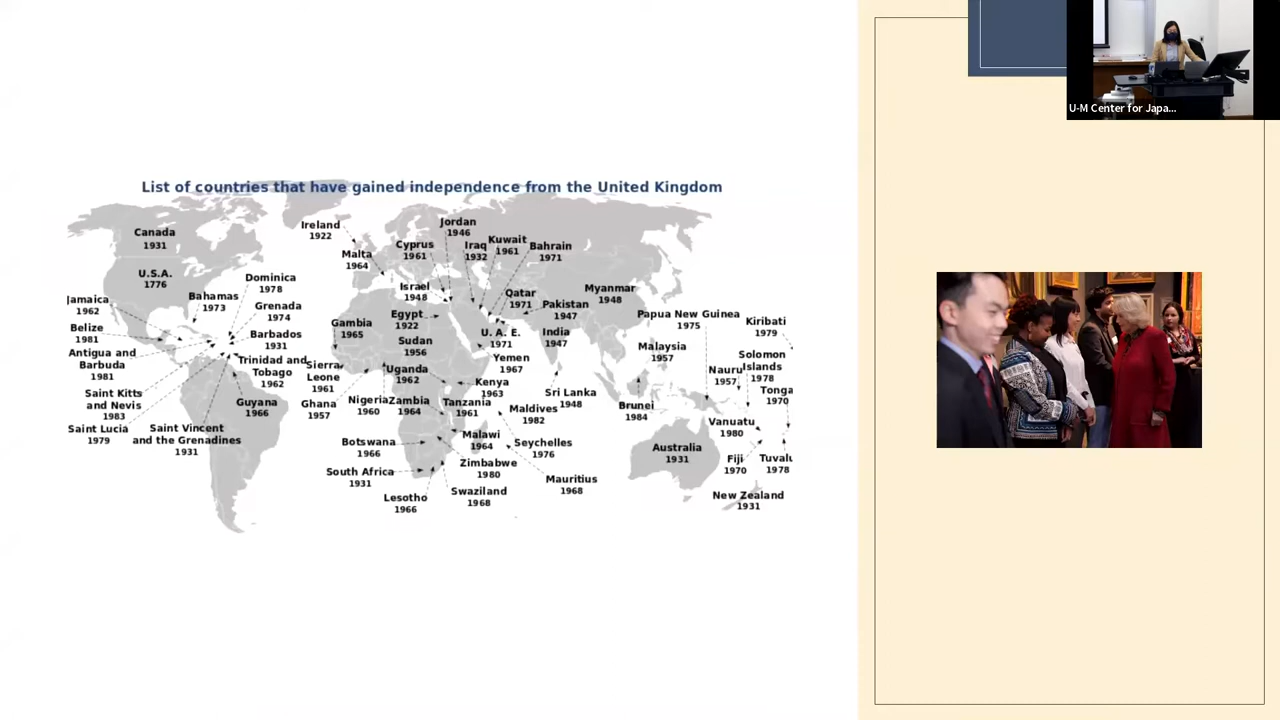 U-M Center for Japa...
List of countries that have gained independence from the United Kingdom
Canada
1931
U.S.A.
1776
Jamaica
1962
Belize
1981
Antigua and
Barbuda
1981
Saint Kitts
and Nevis
1983
Saint Lucia
1979
Saint Vincent
and the Grenadines
1931
Bahamas
1973
Dominica
1978
Grenada
1974
Barbados
1931
Trinidad and
Tobago
1962
Guyana
1966
Ireland
1922
Malta
1964
Cyprus
1961
Jordan
1946
Iraq
1932
Kuwait
1961
Bahrain
1971
Israel
1948
Egypt
1922
Gambia
1965
Sudan
1956
Sierra
Leone
1961
Ghana
1957
Nigeria
1960
Uganda
1962
Zambia
1964
Kenya
1963
Tanzania
1961
Botswana
1966
South Africa
1931
Lesotho
1966
Swaziland
1968
Zimbabwe
1980
Malawi
1964
Seychelles
1976
Mauritius
1968
Maldives
1982
Sri Lanka
1948
Yemen
1967
U. A. E.
1971
Qatar
1971
Pakistan
1947
India
1947
Myanmar
1948
Malaysia
1957
Brunei
1984
Papua New Guinea
1975
Kiribati
1979
Nauru
1957
Solomon
Islands
1978
Tonga
1970
Vanuatu
1980
Fiji
1970
Tuvalu
1978
Australia
1931
New Zealand
1931